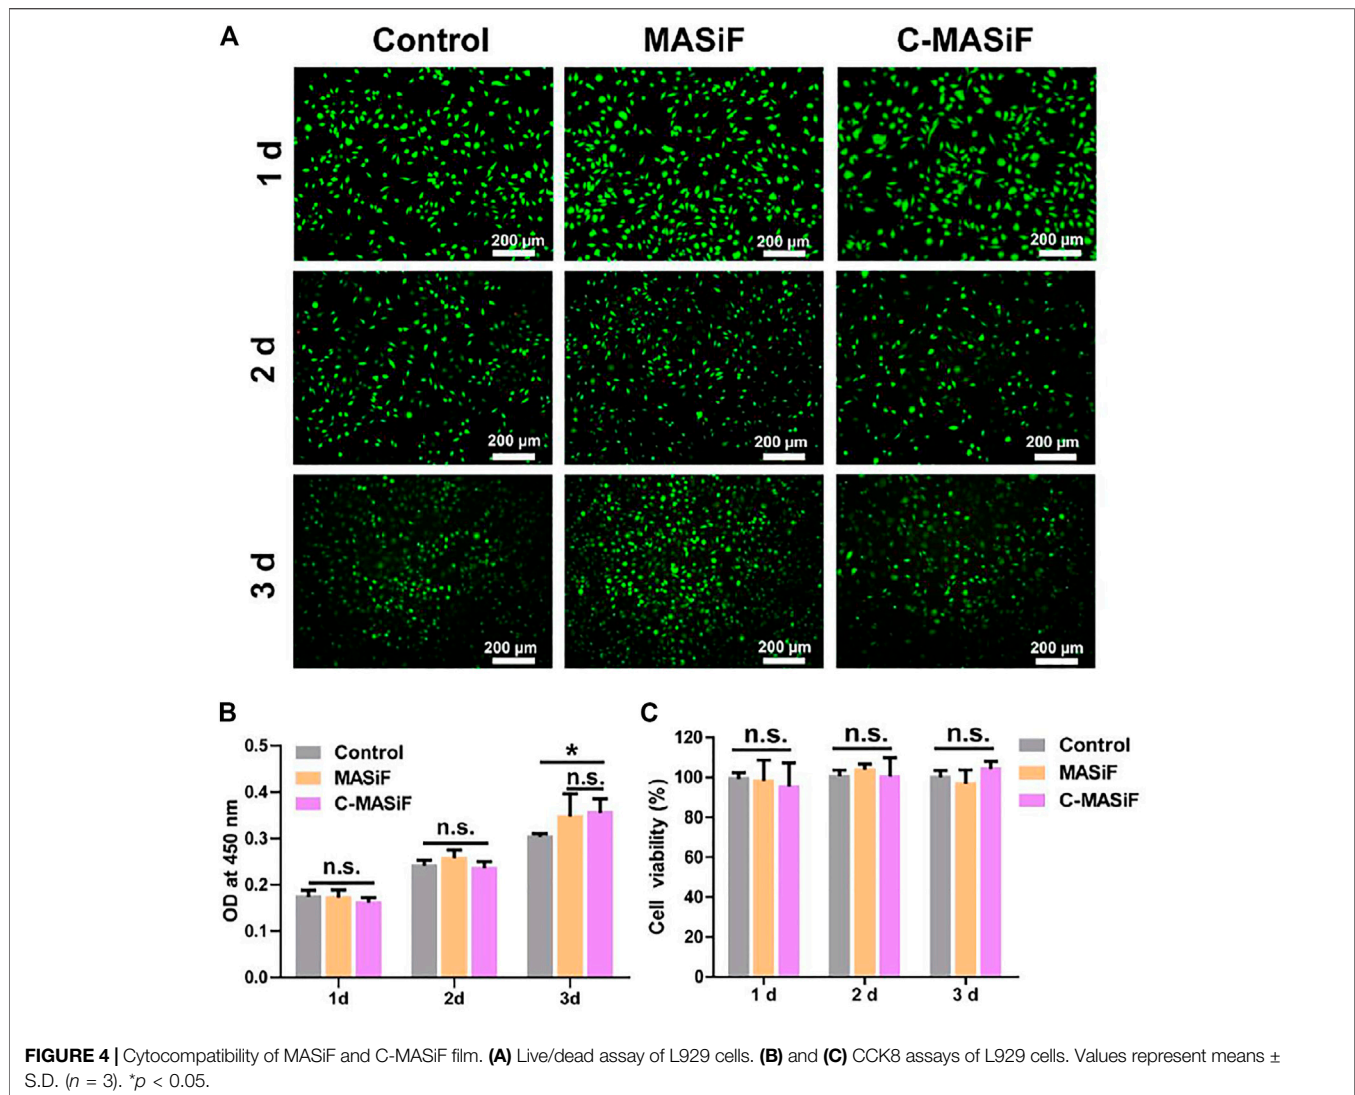 A
Control MASiF C-MASiF
1 d
200 µm 200 µm 200 µm
2 d
200 µm 200 µm 200 µm
3 d
200 µm 200 µm 200 µm
B
OD at 450 nm
0.5
0.4
0.3
0.2
0.1
0.0
Control
MASiF
C-MASiF
n.s.
n.s.
*
n.s.
1d 2d 3d
C
Cell viability (%)
120
100
80
60
40
20
0
n.s. n.s. n.s.
Control
MASiF
C-MASiF
1 d 2 d 3 d
FIGURE 4 | Cytocompatibility of MASiF and C-MASiF film. (A) Live/dead assay of L929 cells. (B) and (C) CCK8 assays of L929 cells. Values represent means ±
S.D. (n = 3). *p < 0.05.